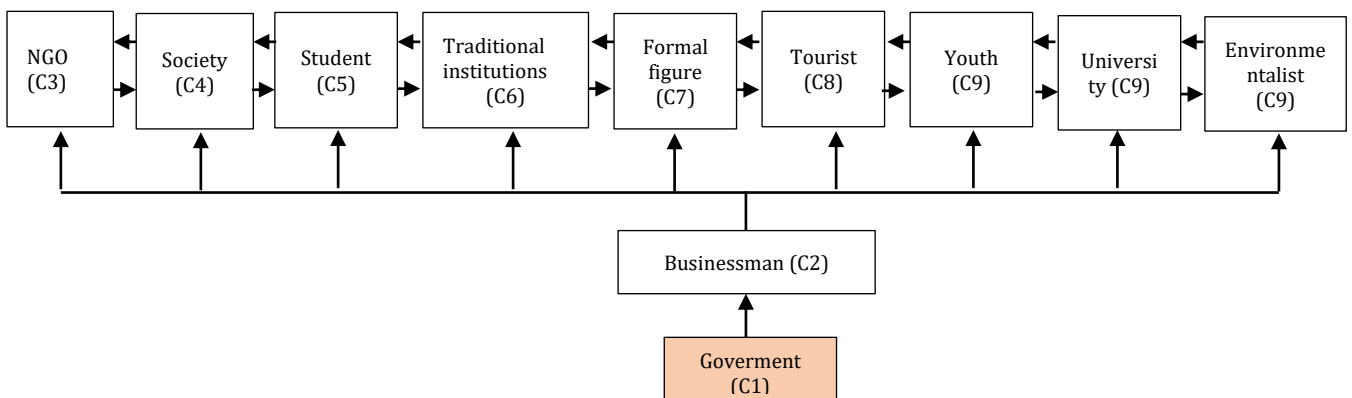 NGO
(C3)
Society
(C4)
Student
(C5)
Traditional
institutions
(C6)
Formal
figure
(C7)
Tourist
(C8)
Youth
(C9)
Universi
ty (C9)
Environme
ntalist
(C9)
Businessman (C2)
Goverment
(C1)